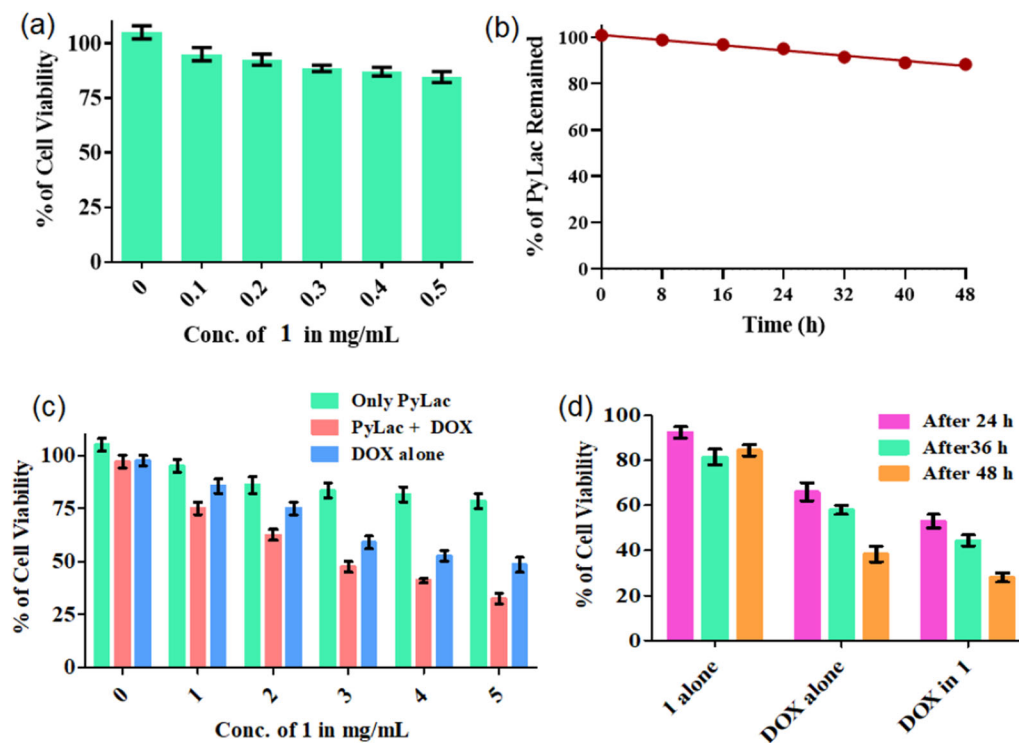 (a)
% of Cell Viability
100
75
50
25
0
0 0.1 0.2 0.3 0.4 0.5
Conc. of 1 in mg/mL
(b)
% of PyLac Remained
100
80
60
40
20
0
0 8 16 24 32 40 48
Time (h)
(c)
Only PyLac
PyLac + DOX
DOX alone
% of Cell Viability
100
75
50
25
0
0 1 2 3 4 5
Conc. of 1 in mg/mL
(d)
After 24 h
After36 h
After 48 h
% of Cell Viability
100
80
60
40
20
0
1 alone DOX alone DOX in 1